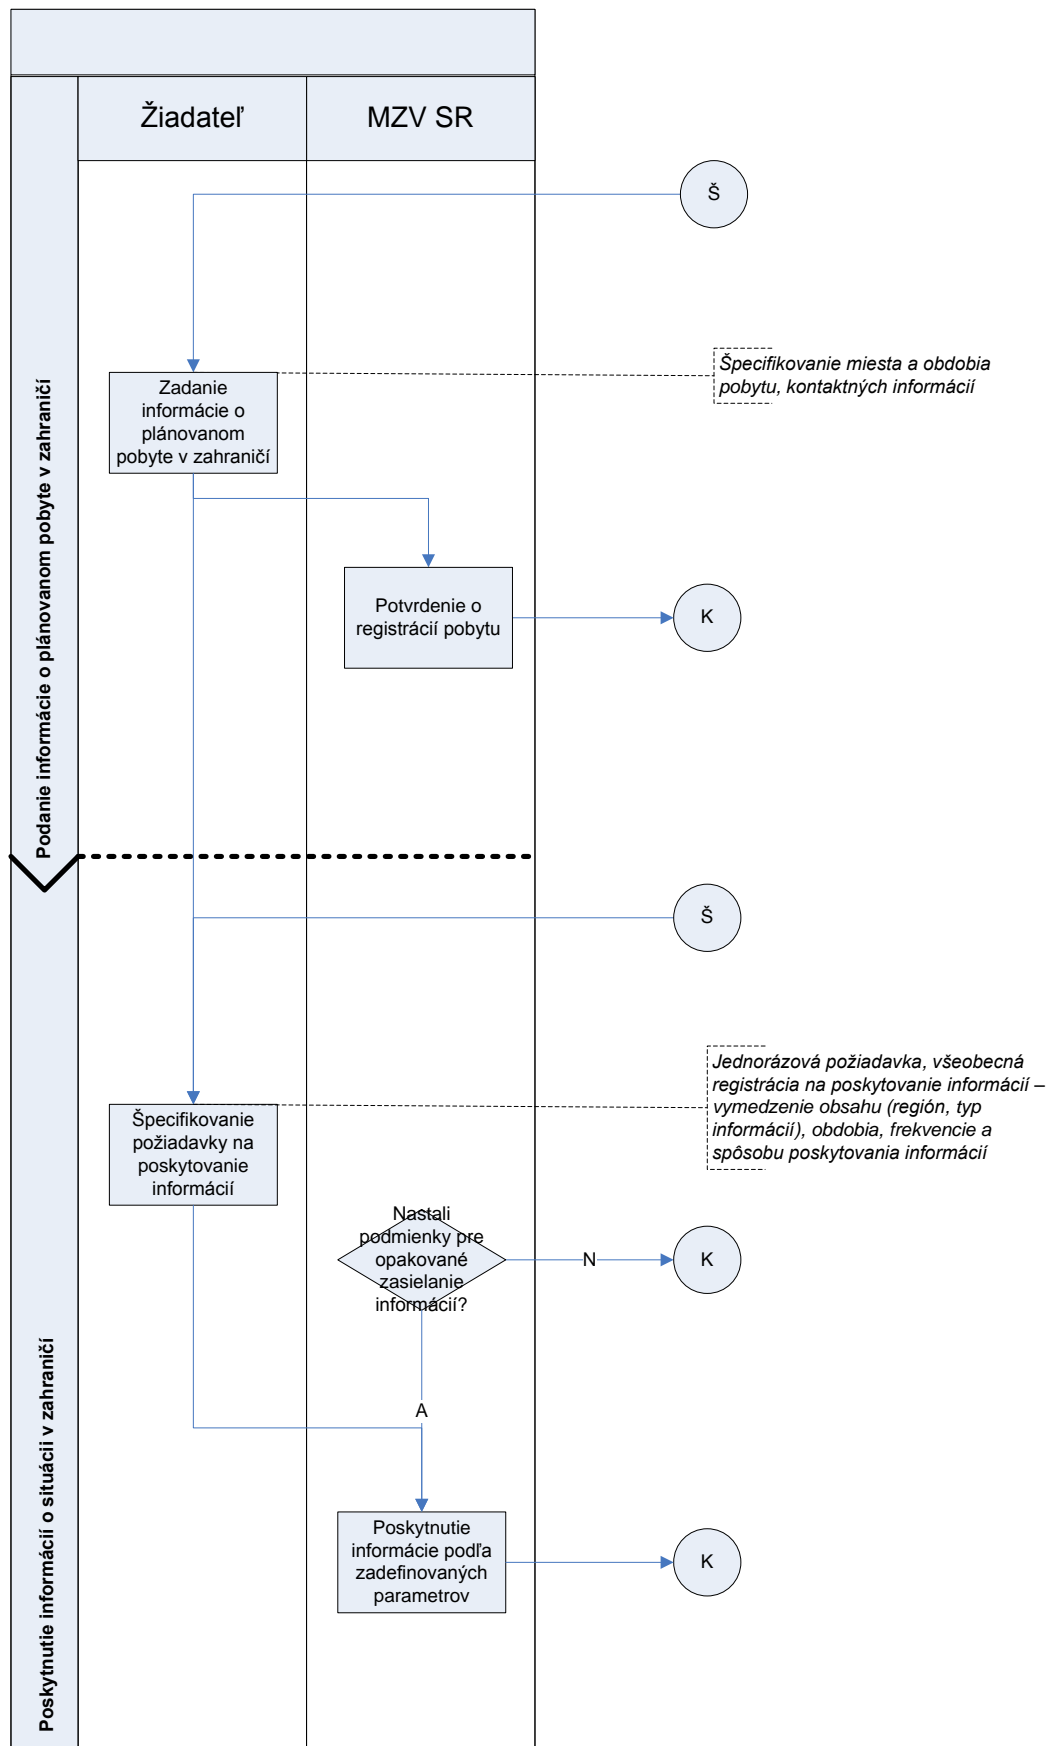 Žiadateľ
MZV SR
Š
Podanie informácie o plánovanom pobyte v zahraničí
Zadanie
informácie o
plánovanom
pobyte v zahraničí
Špecifikovanie miesta a obdobia
pobytu, kontaktných informácií
Potvrdenie o
registrácií pobytu
K
Š
Poskytnutie informácií o situácii v zahraničí
Špecifikovanie
požiadavky na
poskytovanie
informácií
Jednorázová požiadavka, všeobecná
registrácia na poskytovanie informácií –
vymedzenie obsahu (región, typ
informácií), obdobia, frekvencie a
spôsobu poskytovania informácií
Nastali
podmienky pre
opakované
zasielanie
informácií?
N
K
A
Poskytnutie
informácie podľa
zadefinovaných
parametrov
K